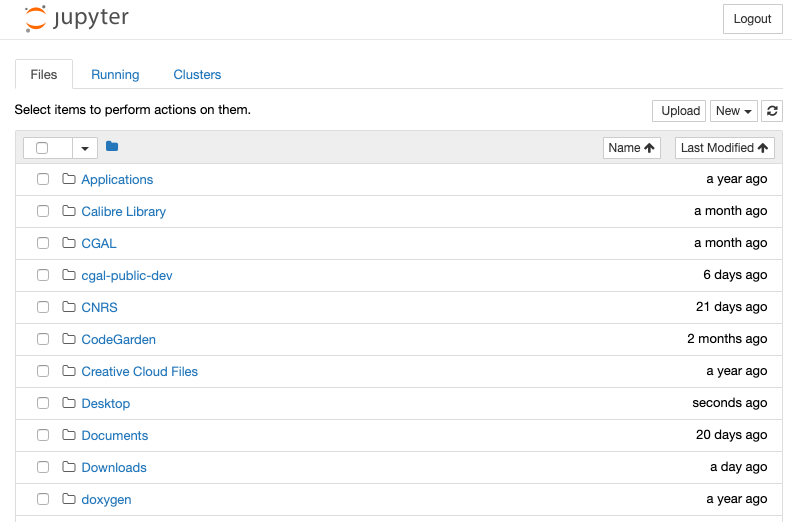 jupyter
Logout
Files Running Clusters
Select items to perform actions on them.
Upload New
Name Last Modified
Applications a year ago
Calibre Library a month ago
CGAL a month ago
cgal-public-dev 6 days ago
CNRS 21 days ago
CodeGarden 2 months ago
Creative Cloud Files a year ago
Desktop seconds ago
Documents 20 days ago
Downloads a day ago
doxygen a year ago